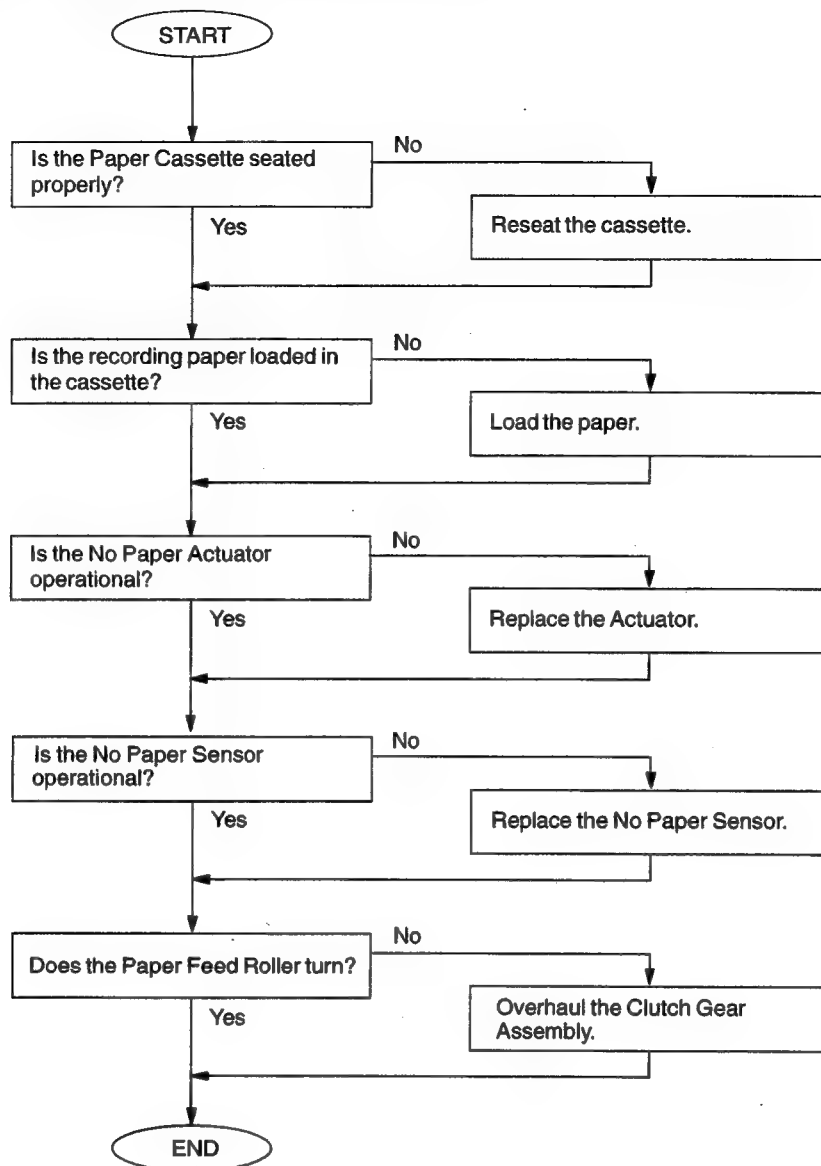 START
Is the Paper Cassette seated
properly?
No
Yes
Reseat the cassette.
Is the recording paper loaded in
the cassette?
No
Yes
Load the paper.
Is the No Paper Actuator
operational?
No
Yes
Replace the Actuator.
Is the No Paper Sensor
operational?
No
Yes
Replace the No Paper Sensor.
Does the Paper Feed Roller turn?
No
Yes
Overhaul the Clutch Gear
Assembly.
END